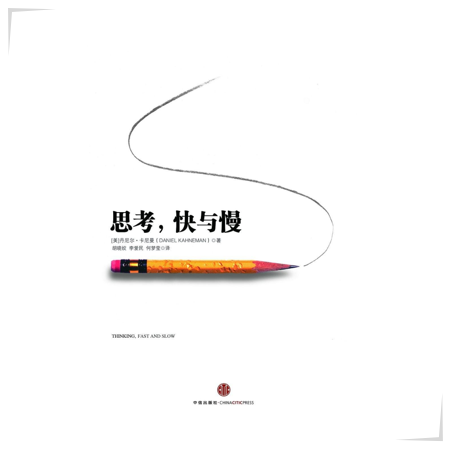 思考，快与慢
[美]丹尼尔·卡尼曼（DANIEL KAHNEMAN）◎著
胡晓姣 李爱民 何梦莹◎译
THINKING, FAST AND SLOW
中信出版社·CHINACITICPRESS